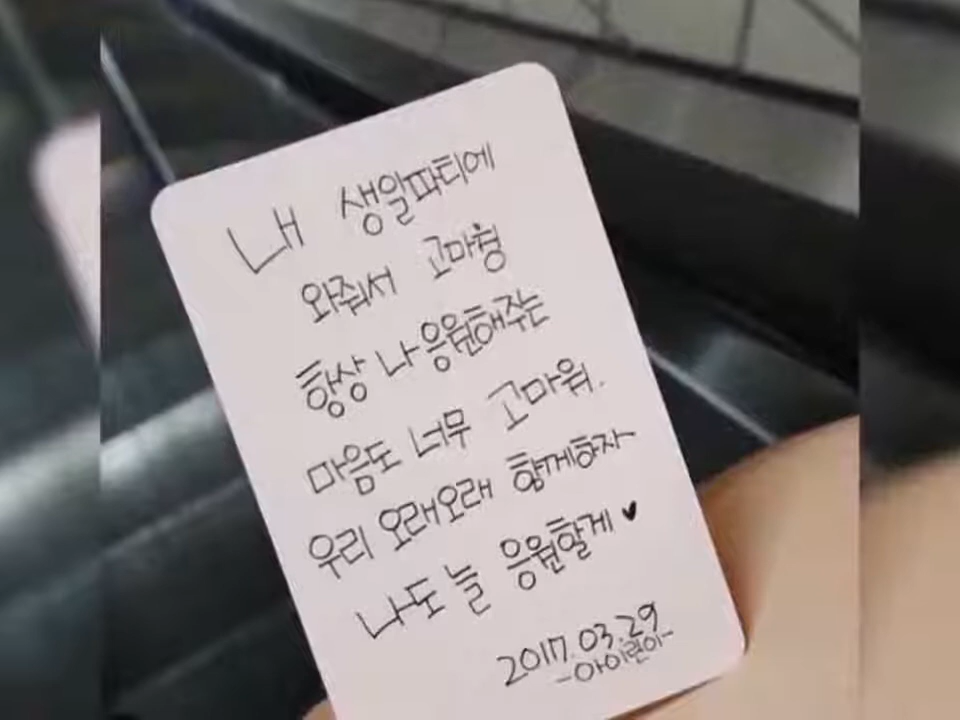 내 생일파티에
와줘서 고마웡
항상 나 응원해주는
마음도 너무 고마워.
우리 오래오래 함께하자
나도 늘 응원할게 ♥
2017.03.29
-아이린이-